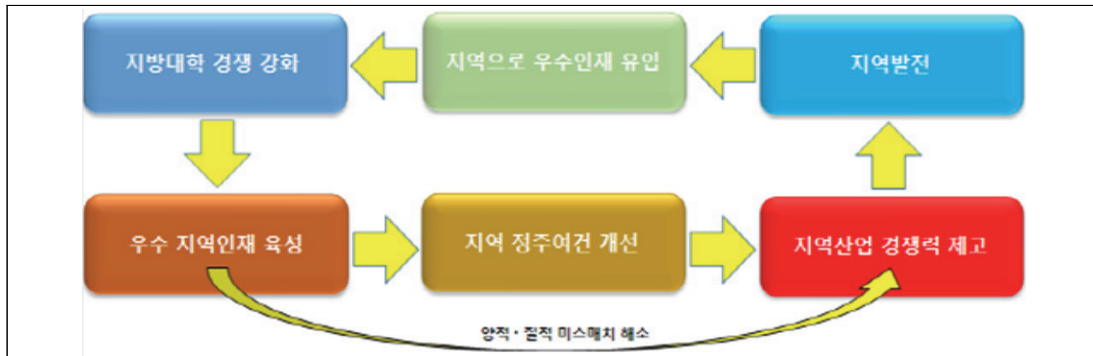 지방대학 경쟁 강화
지역으로 우수인재 유입
지역발전
우수 지역인재 육성
지역 정주여건 개선
지역산업 경쟁력 제고
양적·질적 미스매치 해소